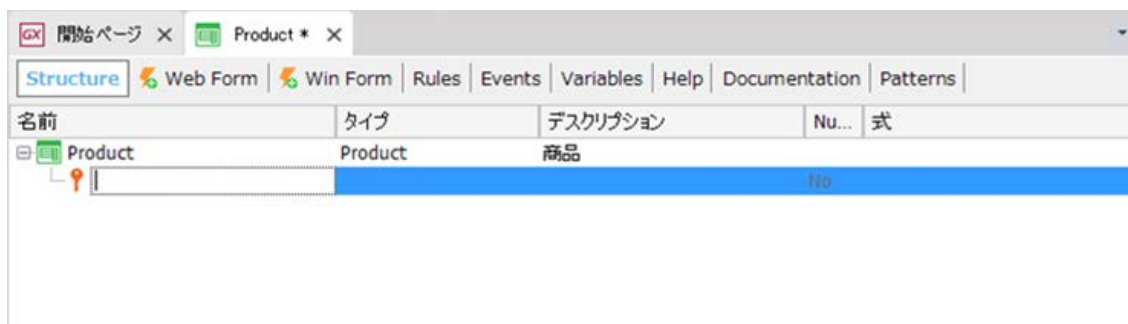 GX 開始ページ × Product * ×
Structure Web Form Win Form Rules Events Variables Help Documentation Patterns
名前 タイプ デスクリプション Nu... 式
Product Product 商品
No